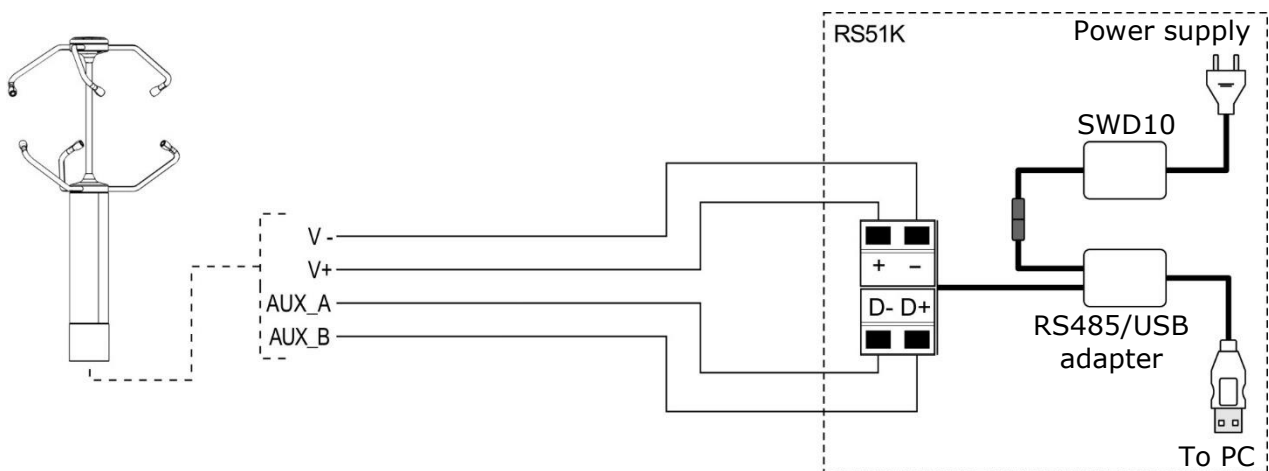 RS51K
Power supply
SWD10
V -
V+
AUX_A
AUX_B
+ −
D- D+
RS485/USB
adapter
To PC